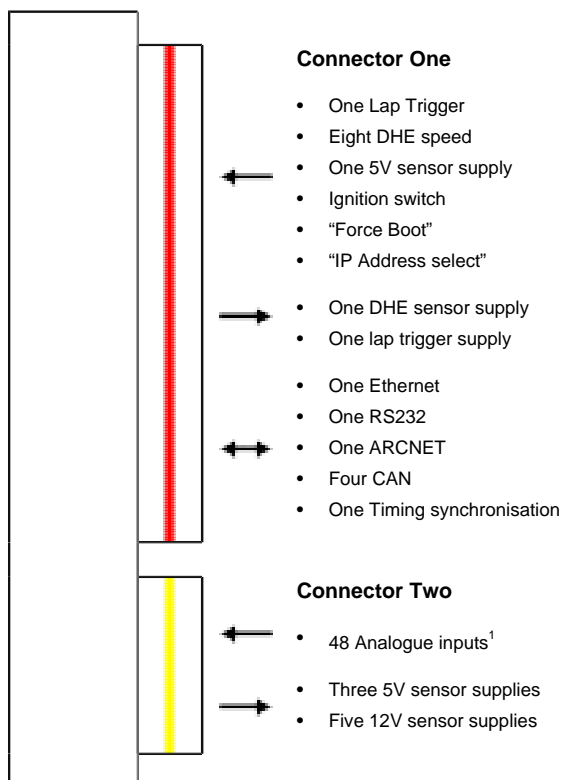 Connector One
• One Lap Trigger
• Eight DHE speed
• One 5V sensor supply
• Ignition switch
• “Force Boot”
• “IP Address select”
• One DHE sensor supply
• One lap trigger supply
• One Ethernet
• One RS232
• One ARCNET
• Four CAN
• One Timing synchronisation
Connector Two
• 48 Analogue inputs¹
• Three 5V sensor supplies
• Five 12V sensor supplies